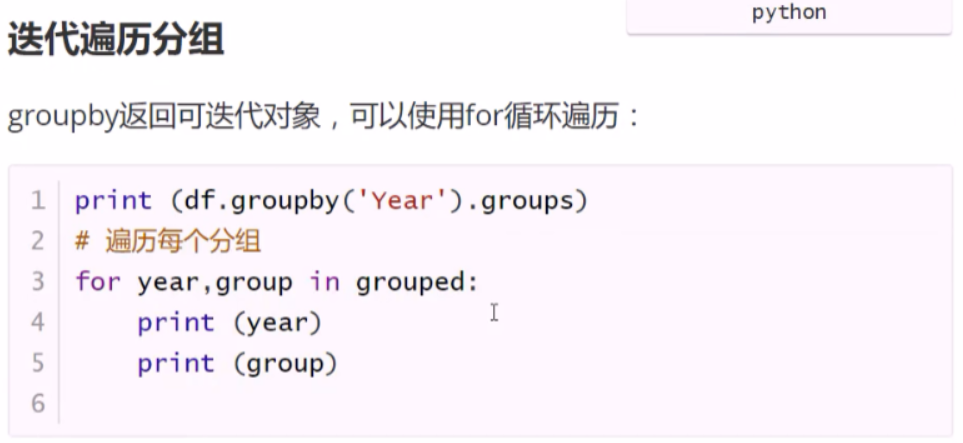 python
迭代遍历分组
groupby返回可迭代对象，可以使用for循环遍历：
1 print (df.groupby('Year').groups)
2 # 遍历每个分组
3 for year,group in grouped:
4     print (year)
5     print (group)
6